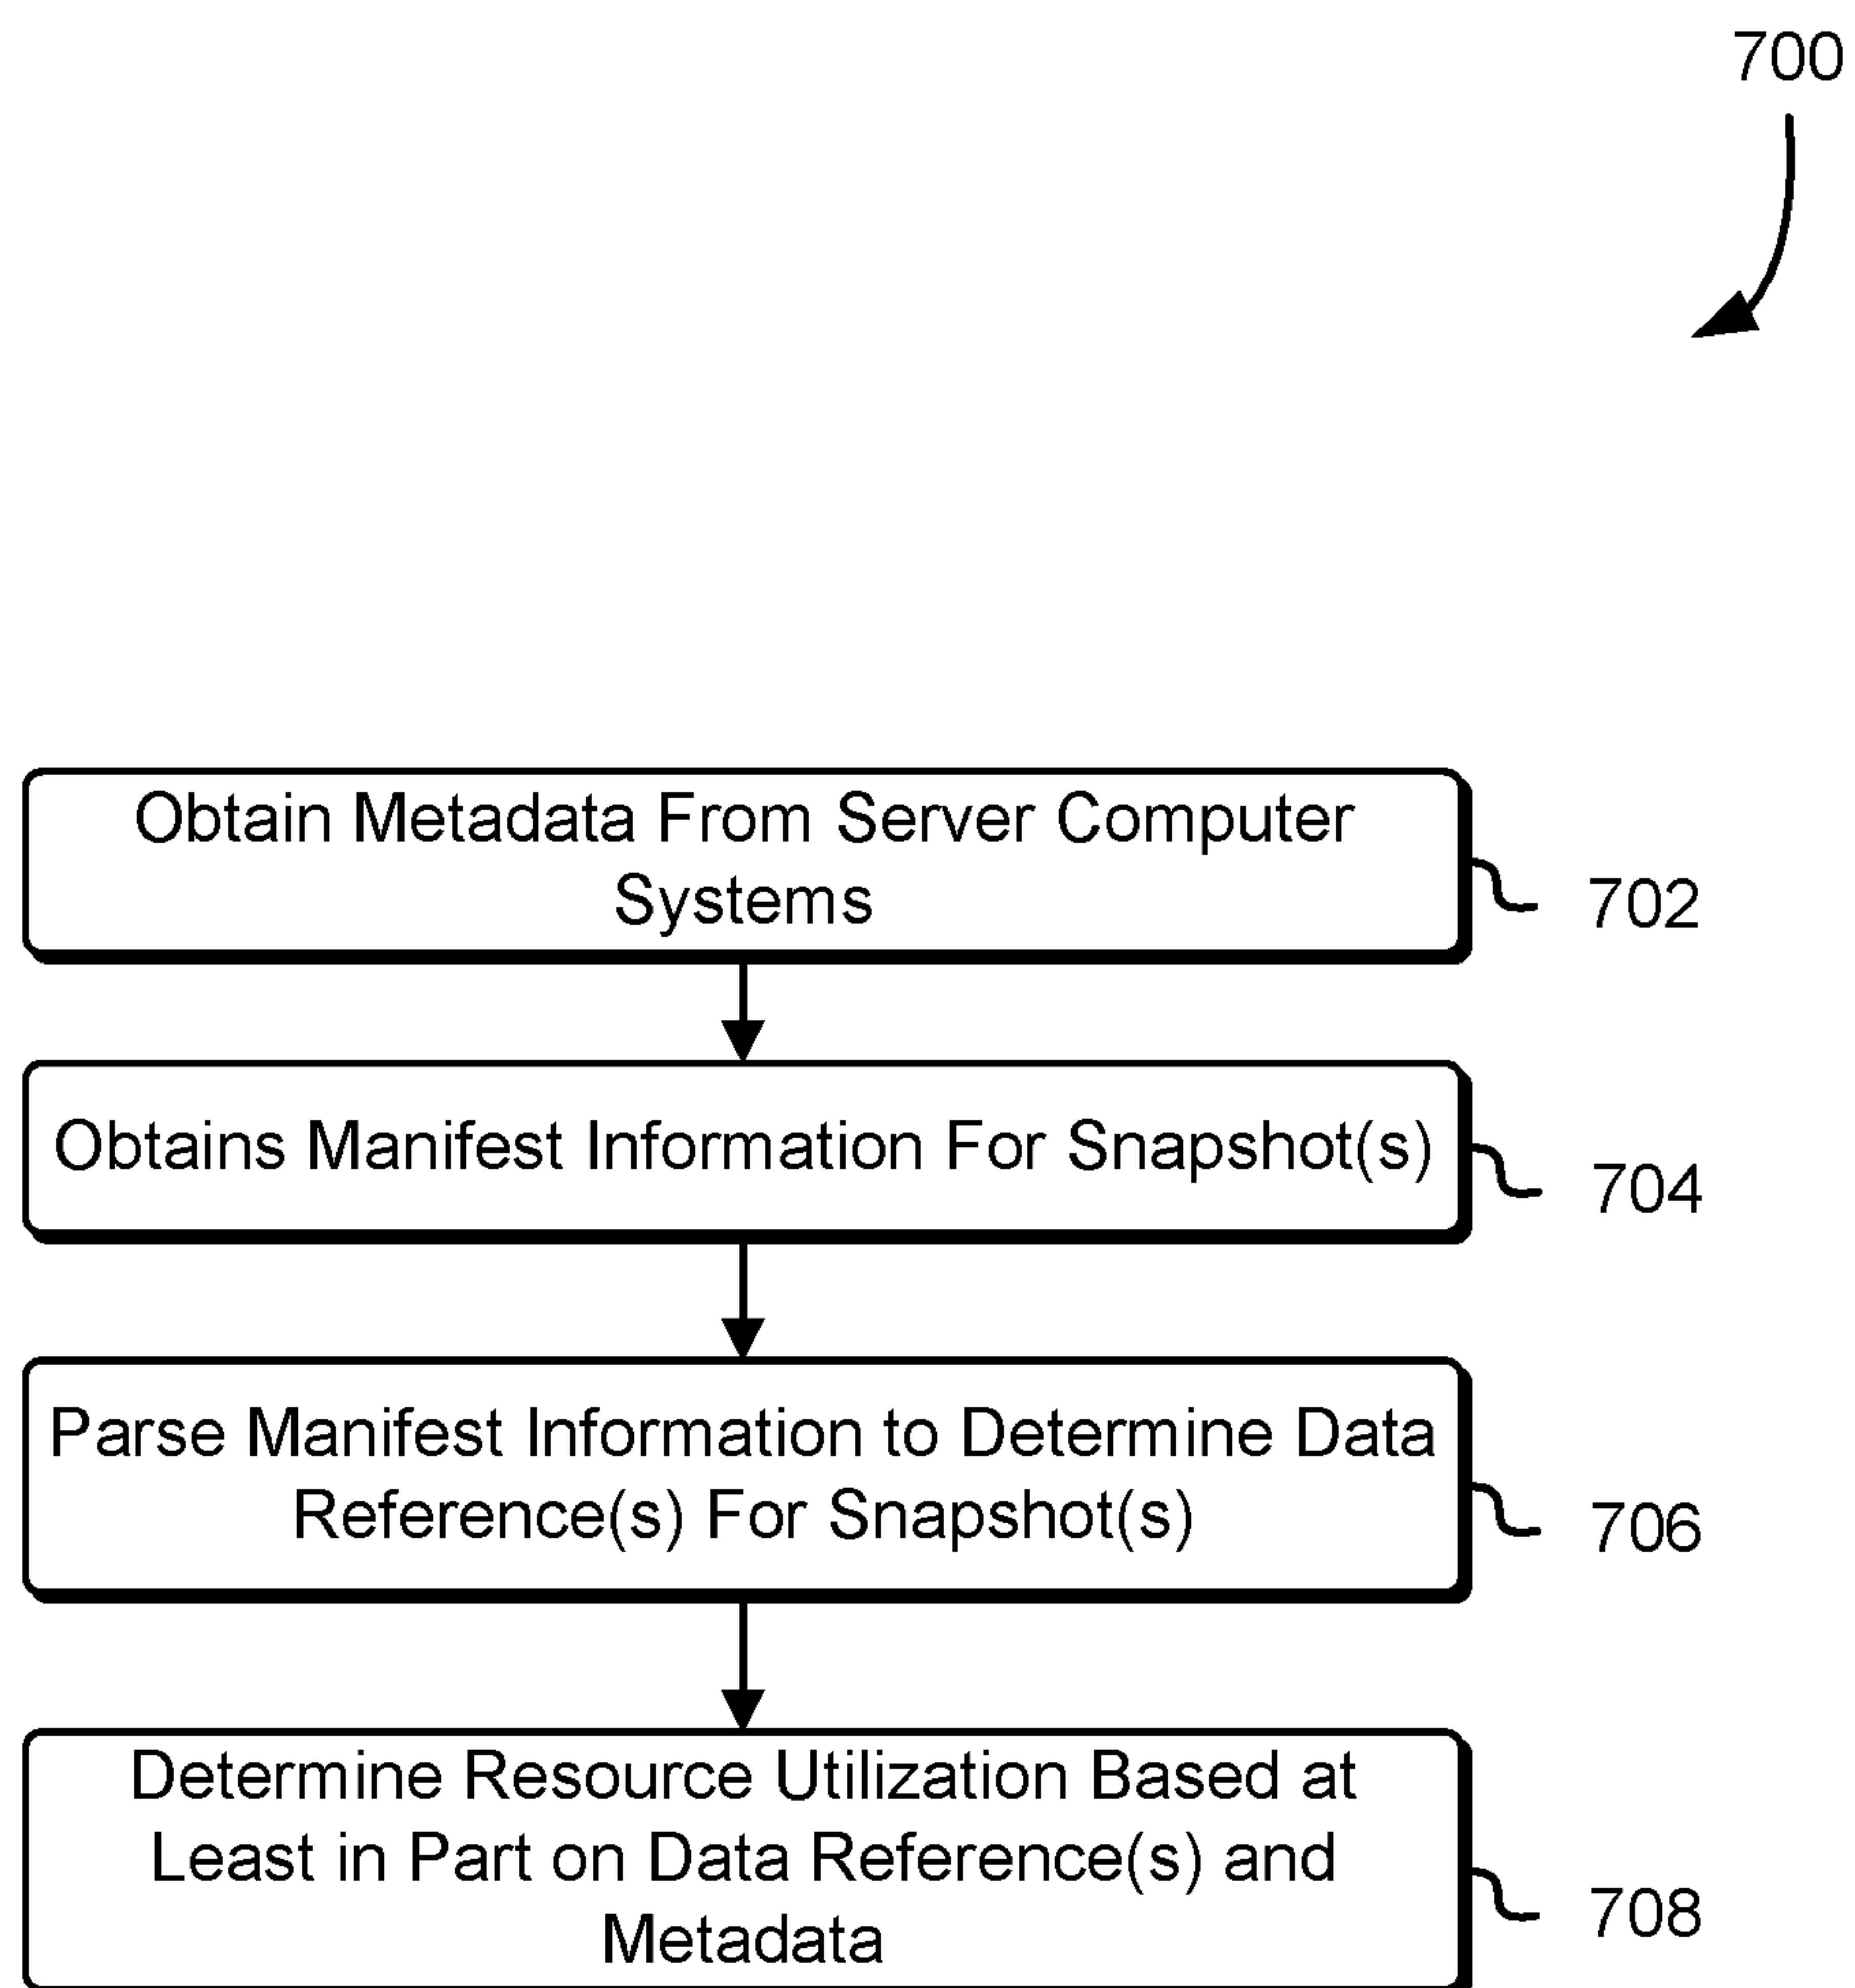 700
Obtain Metadata From Server Computer
Systems
702
Obtains Manifest Information For Snapshot(s)
704
Parse Manifest Information to Determine Data
Reference(s) For Snapshot(s)
706
Determine Resource Utilization Based at
Least in Part on Data Reference(s) and
Metadata
708